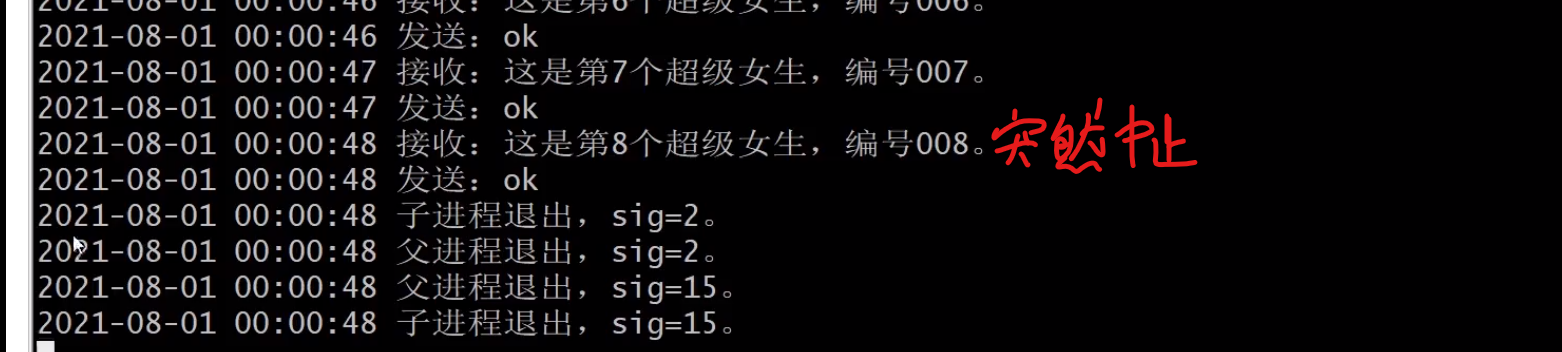 2021-08-01 00:00:46 接收：这是第6个超级女生，编号006。
2021-08-01 00:00:46 发送：ok
2021-08-01 00:00:47 接收：这是第7个超级女生，编号007。
2021-08-01 00:00:47 发送：ok
2021-08-01 00:00:48 接收：这是第8个超级女生，编号008。突然中止
2021-08-01 00:00:48 发送：ok
2021-08-01 00:00:48 子进程退出，sig=2。
2021-08-01 00:00:48 父进程退出，sig=2。
2021-08-01 00:00:48 父进程退出，sig=15。
2021-08-01 00:00:48 子进程退出，sig=15。